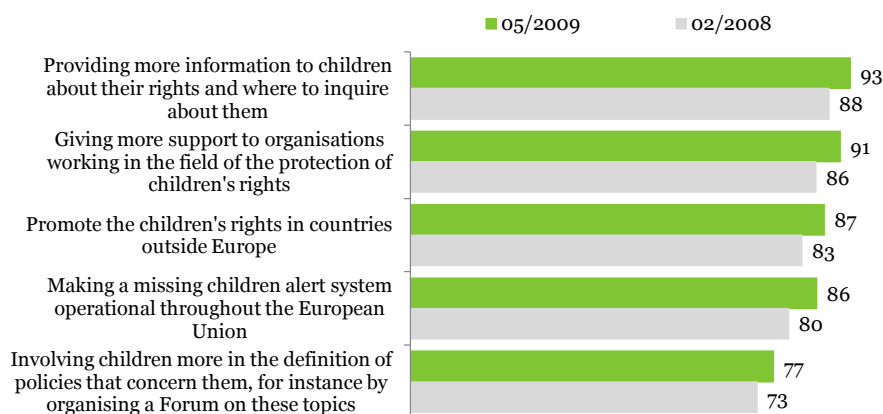 05/2009 02/2008
Providing more information to children
about their rights and where to inquire
about them
93
88
Giving more support to organisations
working in the field of the protection of
children's rights
91
86
Promote the children's rights in countries
outside Europe
87
83
Making a missing children alert system
operational throughout the European
Union
86
80
Involving children more in the definition of
policies that concern them, for instance by
organising a Forum on these topics
77
73